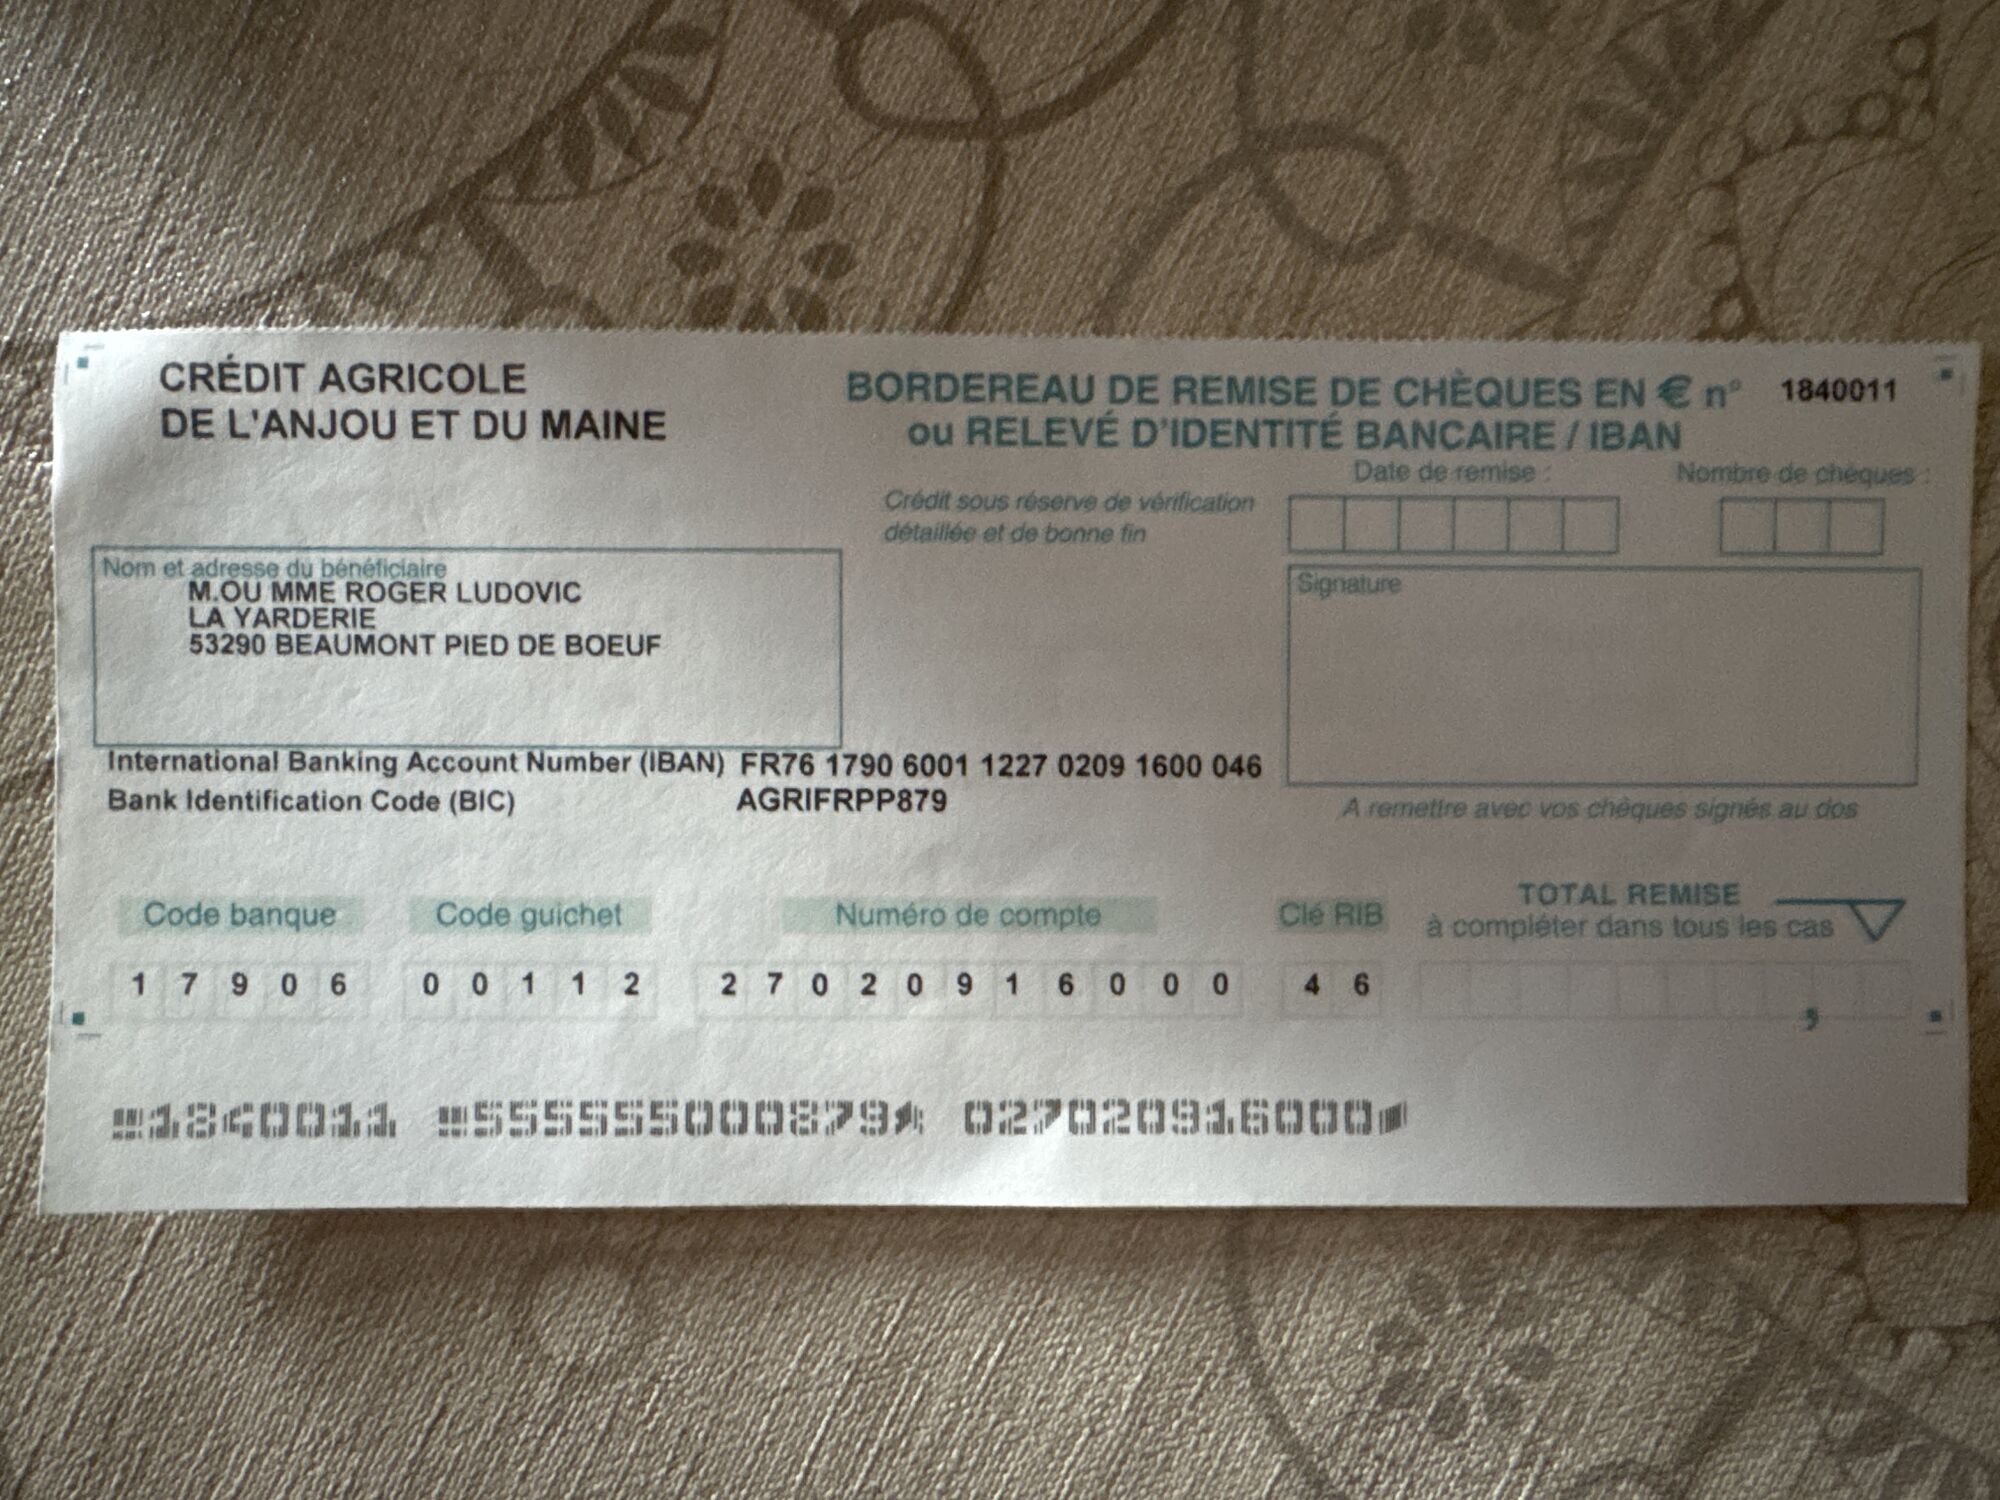 CRÉDIT AGRICOLE
DE L'ANJOU ET DU MAINE
BORDEREAU DE REMISE DE CHÈQUES EN € n° 1840011
ou RELEVÉ D'IDENTITÉ BANCAIRE / IBAN
Date de remise :
Nombre de chèques :
Crédit sous réserve de vérification
détaillée et de bonne fin
Nom et adresse du bénéficiaire
M.OU MME ROGER LUDOVIC
LA YARDERIE
53290 BEAUMONT PIED DE BOEUF
Signature
International Banking Account Number (IBAN) FR76 1790 6001 1227 0209 1600 046
Bank Identification Code (BIC) AGRIFRPP879
A remettre avec vos chèques signés au dos
Code banque Code guichet Numéro de compte Clé RIB
TOTAL REMISE
à compléter dans tous les cas
1 7 9 0 6 0 0 1 1 2 2 7 0 2 0 9 1 6 0 0 0 4 6
,
1840011 555555000879 027020916000